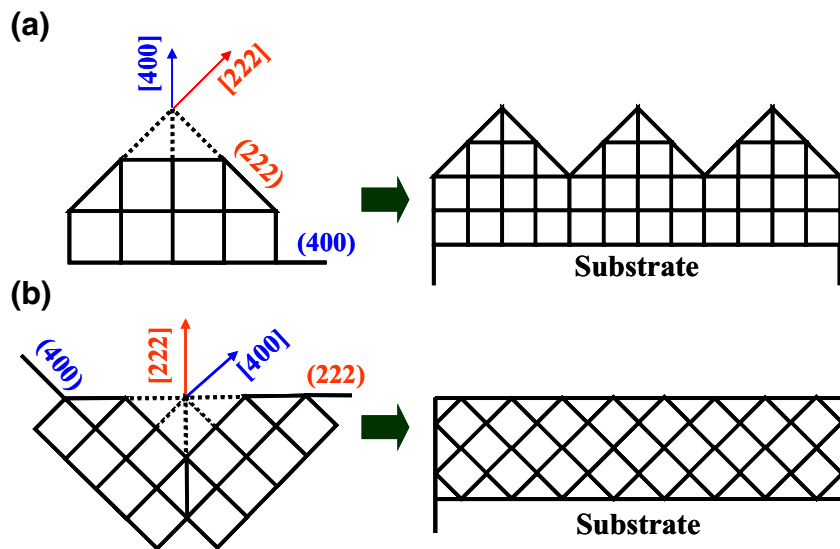 (a)
[400]
[222]
(222)
(400)
Substrate
(b)
(400)
[222]
[400]
(222)
Substrate